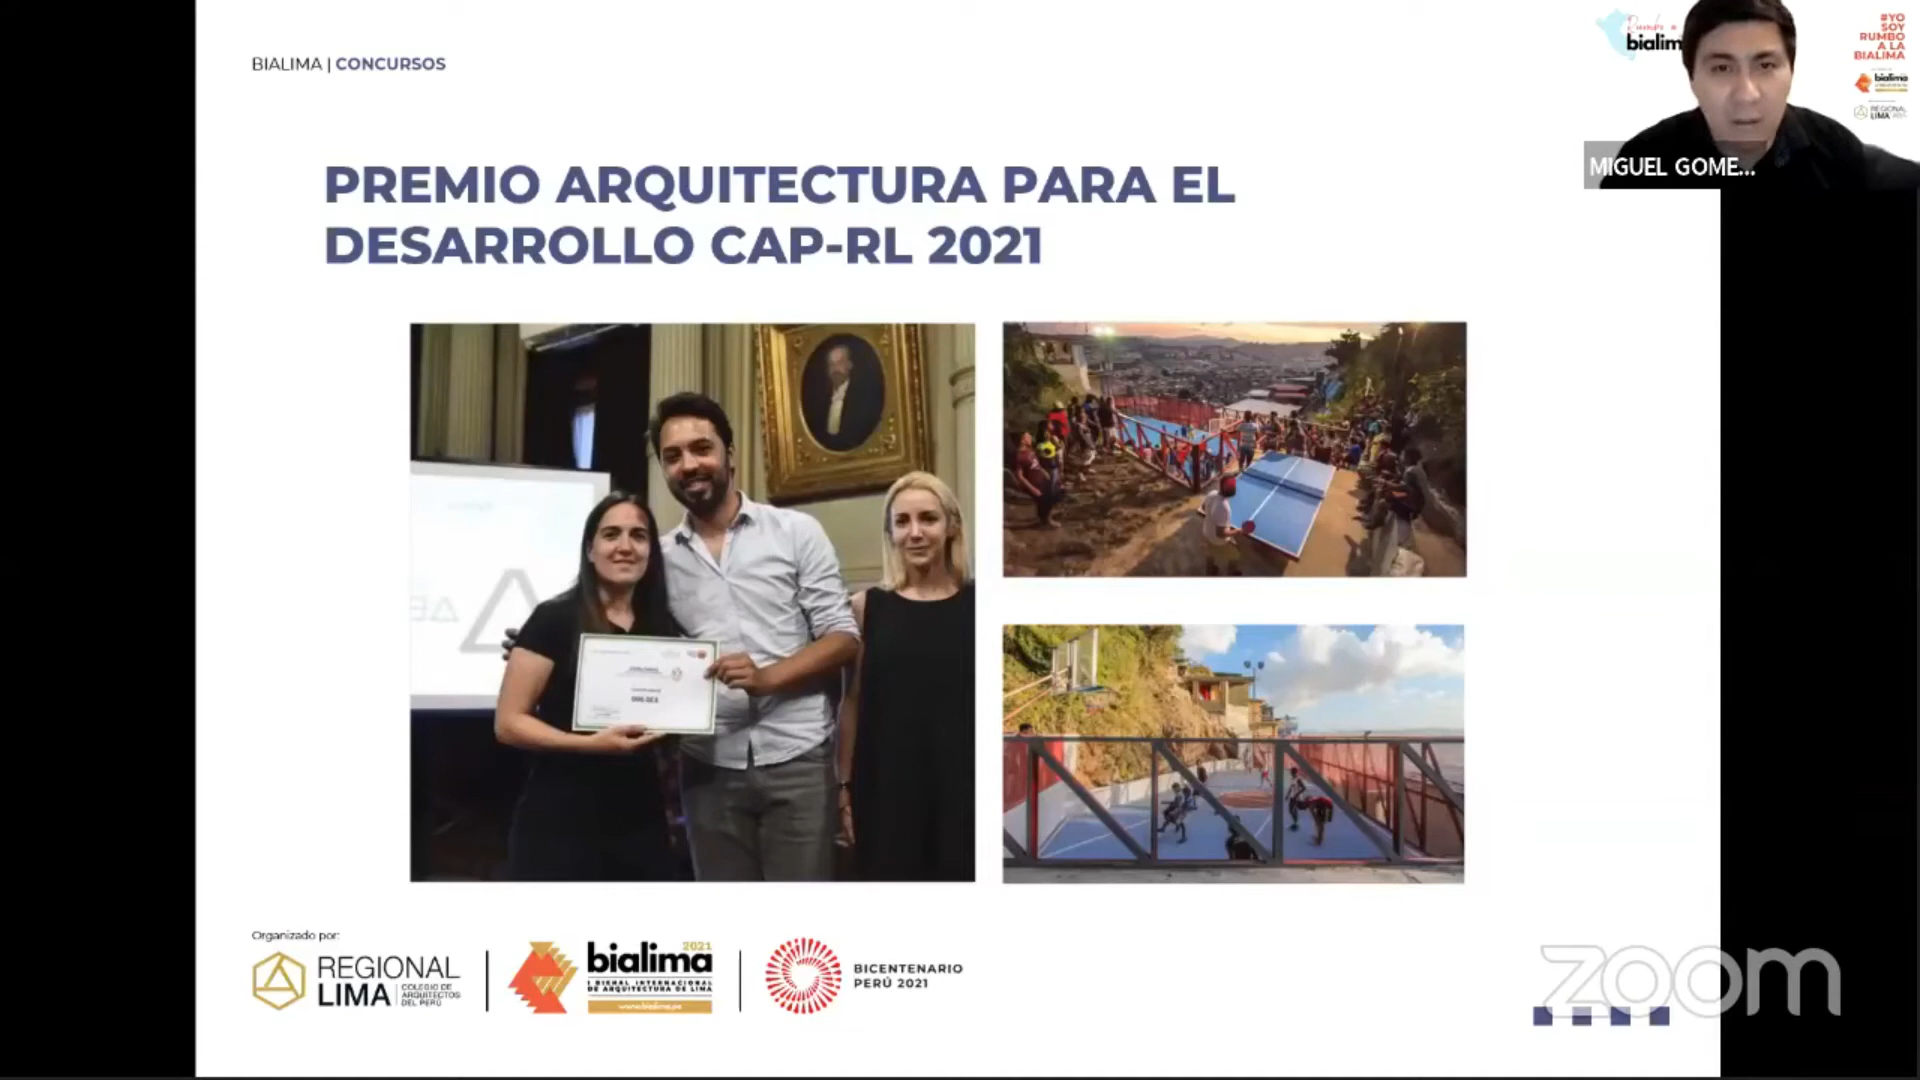 BIALIMA | CONCURSOS
PREMIO ARQUITECTURA PARA EL
DESARROLLO CAP-RL 2021
Rumbo a
bialim
#YO
SOY
RUMBO
A LA
BIALIMA
bialima
REGIONAL
LIMA
MIGUEL GOME...
Organizado por:
REGIONAL
LIMA
COLEGIO DE
ARQUITECTOS
DEL PERÚ
2021
bialima
I BIENAL INTERNACIONAL
DE ARQUITECTURA DE LIMA
www.bialima.pe
BICENTENARIO
PERÚ 2021
zoom